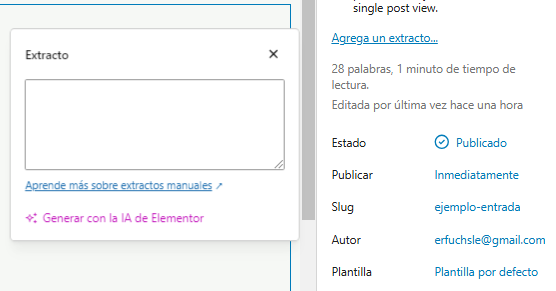 single post view.
Agrega un extracto...
28 palabras, 1 minuto de tiempo de
lectura.
Editada por última vez hace una hora
Estado Publicado
Publicar Inmediatamente
Slug ejemplo-entrada
Autor erfuchsle@gmail.com
Plantilla Plantilla por defecto
Extracto
Aprende más sobre extractos manuales ↗
Generar con la IA de Elementor